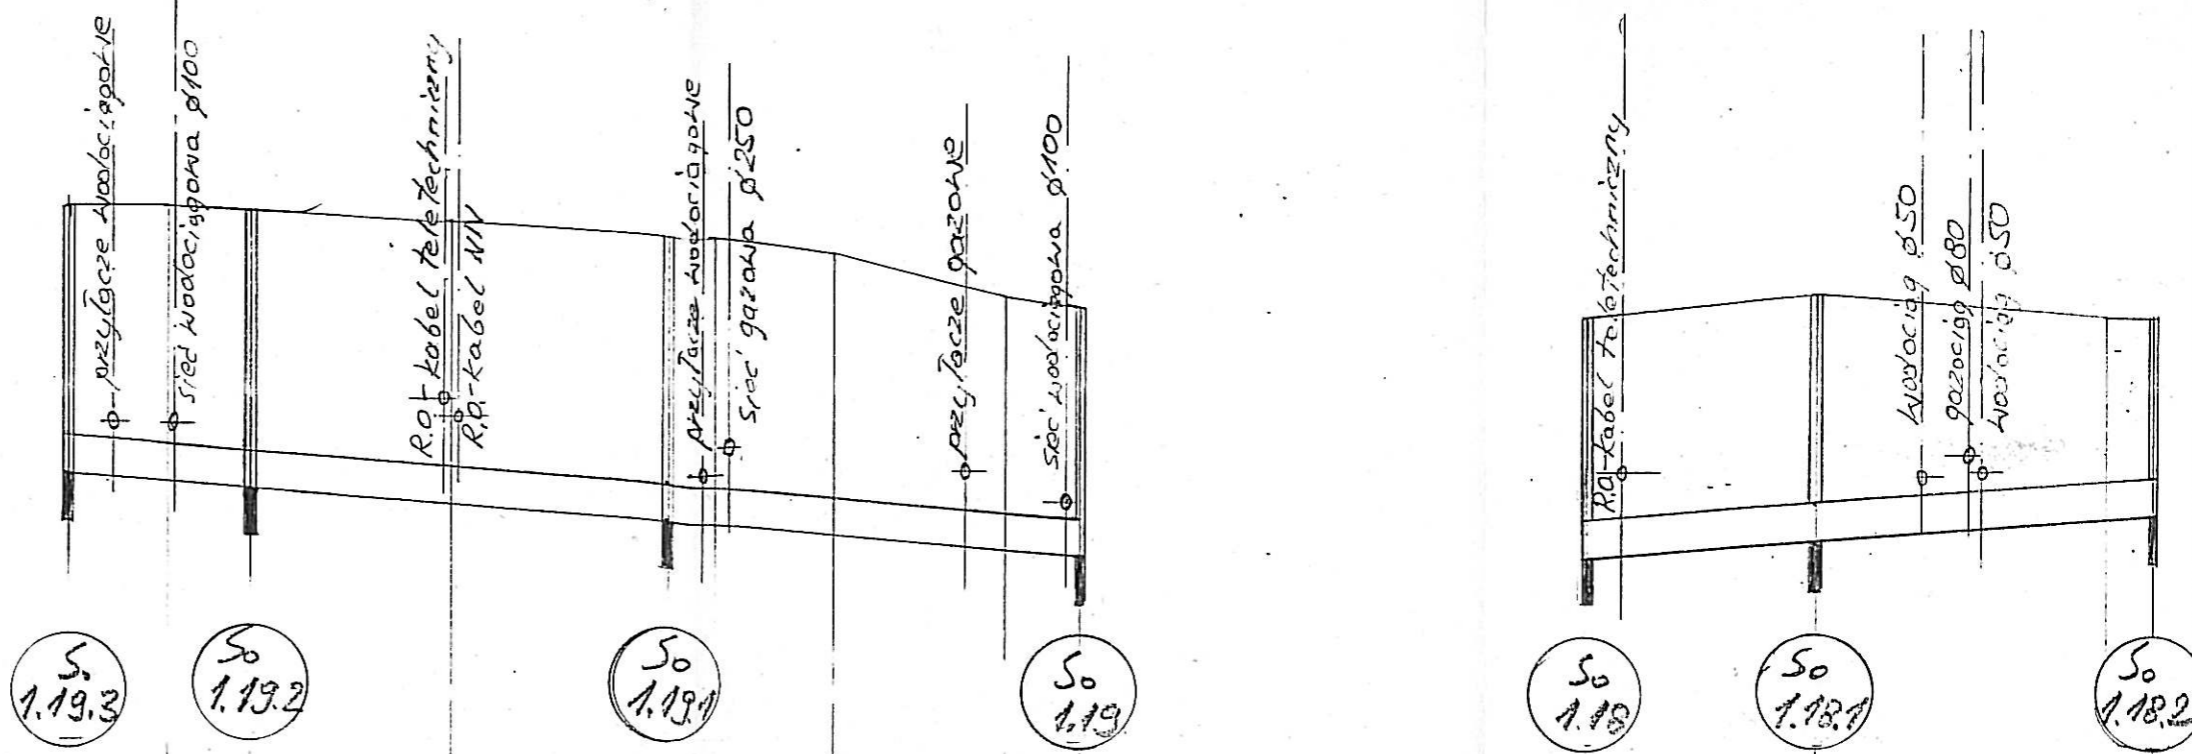 przyłącze wodociągowe
sieć wodociągowa ø100
R.O-kabel teletechniczny
R.O.-kabel NN
przyłącze wodociągowe
sieć gazowa ø250
przyłącze gazowe
sieć wodociągowa ø100
R.O-kabel teletechniczny
wodociąg ø50
gazociąg ø80
wodociąg ø50
So
1.19.3
So
1.19.2
So
1.19.1
So
1.19
So
1.18
So
1.18.1
So
1.18.2